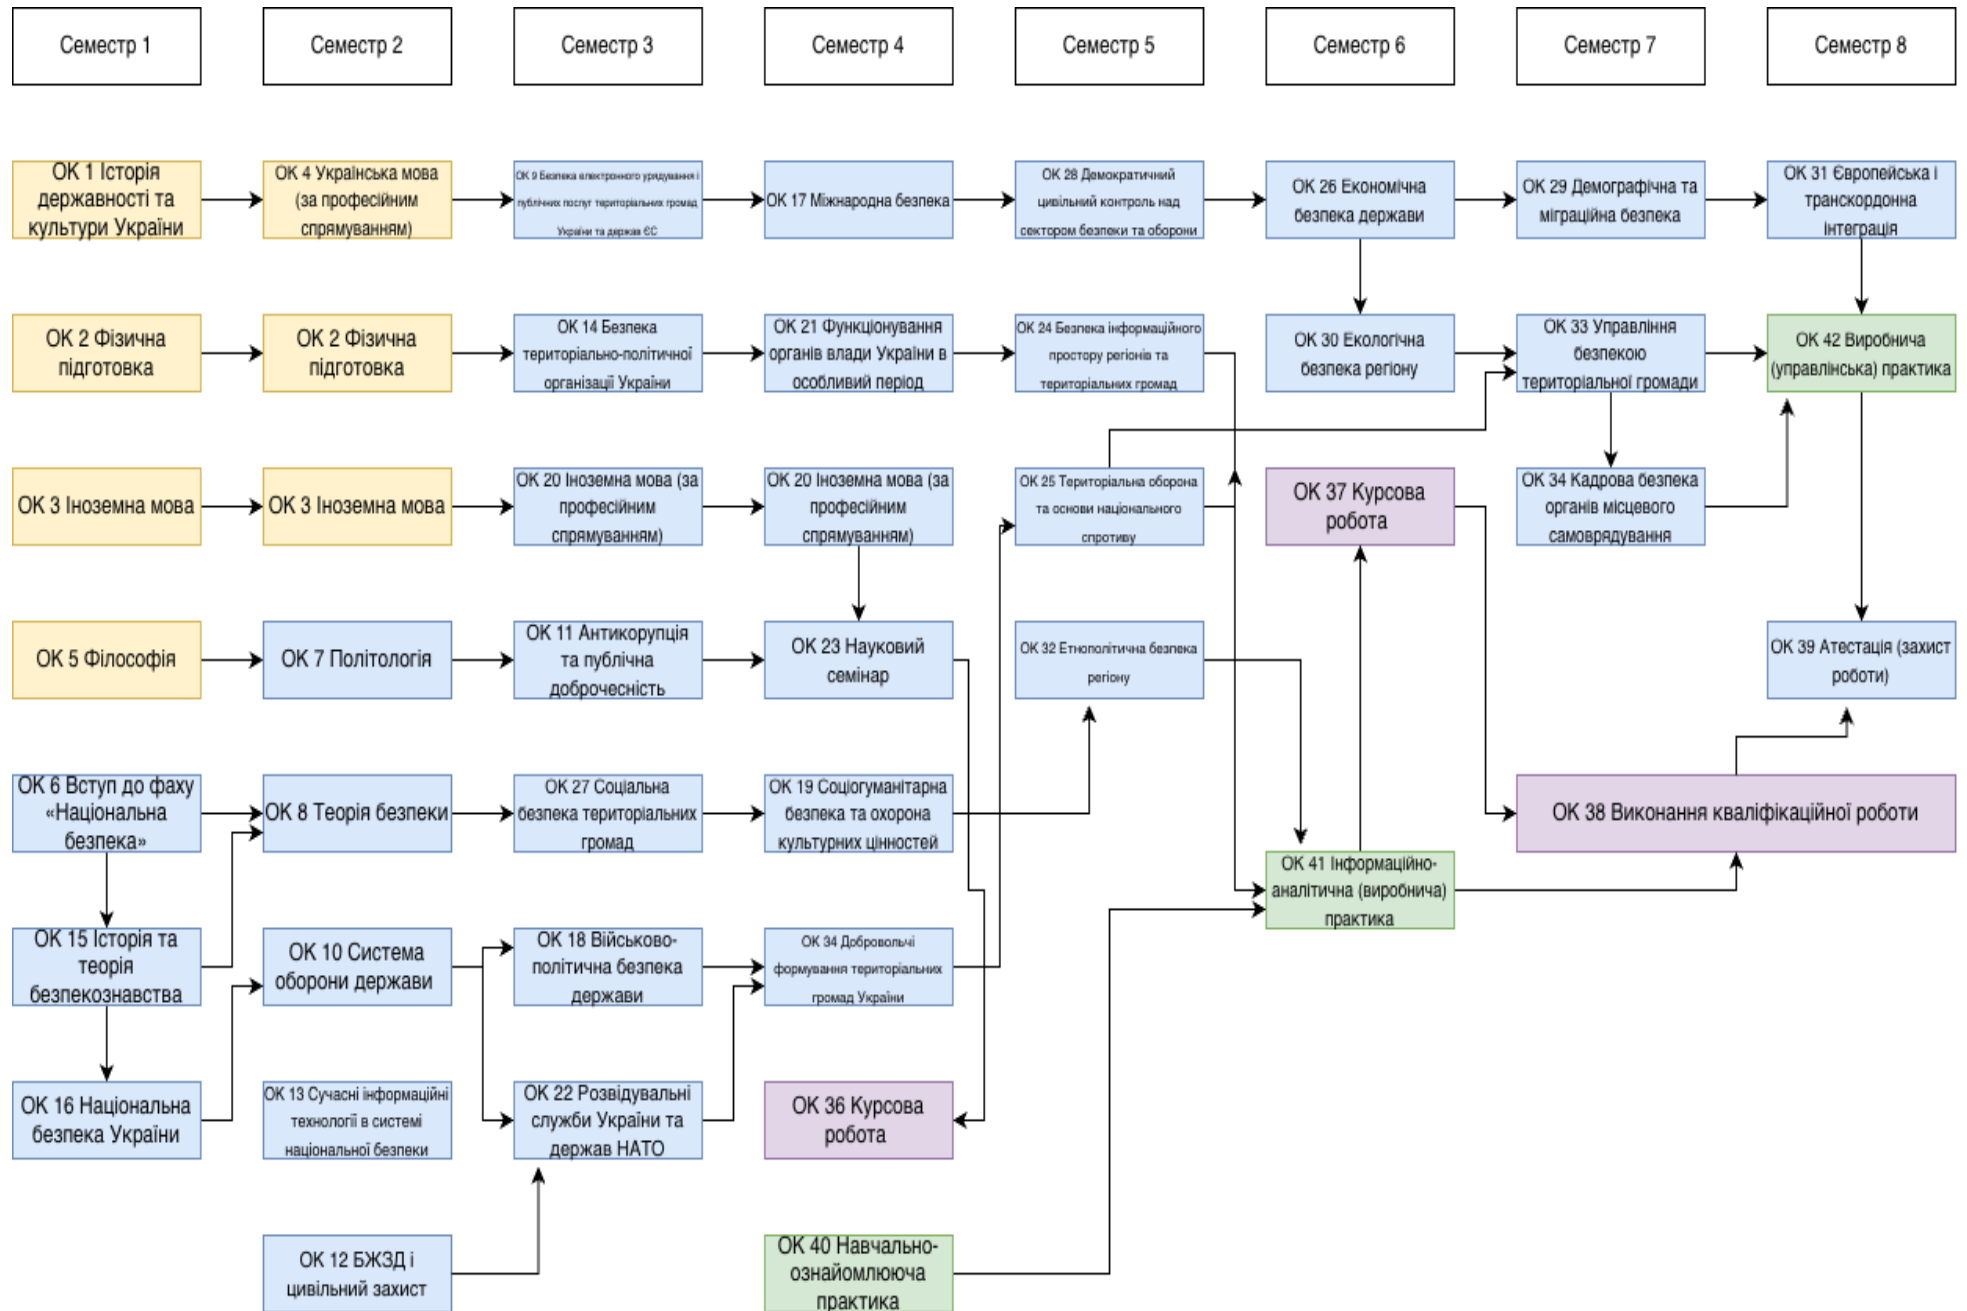 Семестр 1
Семестр 2
Семестр 3
Семестр 4
Семестр 5
Семестр 6
Семестр 7
Семестр 8
ОК 1 Історія
державності та
культури України
ОК 4 Українська мова
(за професійним
спрямуванням)
ОК 9 Безпека електронного урядування і
публічних послуг територіальних громад
України та держав ЄС
ОК 17 Міжнародна безпека
ОК 28 Демократичний
цивільний контроль над
сектором безпеки та оборони
ОК 26 Економічна
безпека держави
ОК 29 Демографічна та
міграційна безпека
ОК 31 Європейська і
транскордонна
інтеграція
ОК 2 Фізична
підготовка
ОК 2 Фізична
підготовка
ОК 14 Безпека
територіально-політичної
організації України
ОК 21 Функціонування
органів влади України в
особливий період
ОК 24 Безпека інформаційного
простору регіонів та
територіальних громад
ОК 30 Екологічна
безпека регіону
ОК 33 Управління
безпекою
територіальної громади
ОК 42 Виробнича
(управлінська) практика
ОК 3 Іноземна мова
ОК 3 Іноземна мова
ОК 20 Іноземна мова (за
професійним
спрямуванням)
ОК 20 Іноземна мова (за
професійним
спрямуванням)
ОК 25 Територіальна оборона
та основи національного
спротиву
ОК 37 Курсова
робота
ОК 34 Кадрова безпека
органів місцевого
самоврядування
ОК 5 Філософія
ОК 7 Політологія
ОК 11 Антикорупція
та публічна
доброчесність
ОК 23 Науковий
семінар
ОК 32 Етнополітична безпека
регіону
ОК 39 Атестація (захист
роботи)
ОК 6 Вступ до фаху
«Національна
безпека»
ОК 8 Теорія безпеки
ОК 27 Соціальна
безпека територіальних
громад
ОК 19 Соціогуманітарна
безпека та охорона
культурних цінностей
ОК 38 Виконання кваліфікаційної роботи
ОК 41 Інформаційно-
аналітична (виробнича)
практика
ОК 15 Історія та
теорія
безпекознавства
ОК 10 Система
оборони держави
ОК 18 Військово-
політична безпека
держави
ОК 34 Добровольчі
формування територіальних
громад України
ОК 16 Національна
безпека України
ОК 13 Сучасні інформаційні
технології в системі
національної безпеки
ОК 22 Розвідувальні
служби України та
держав НАТО
ОК 36 Курсова
робота
ОК 12 БЖЗД і
цивільний захист
ОК 40 Навчально-
ознайомлююча
практика